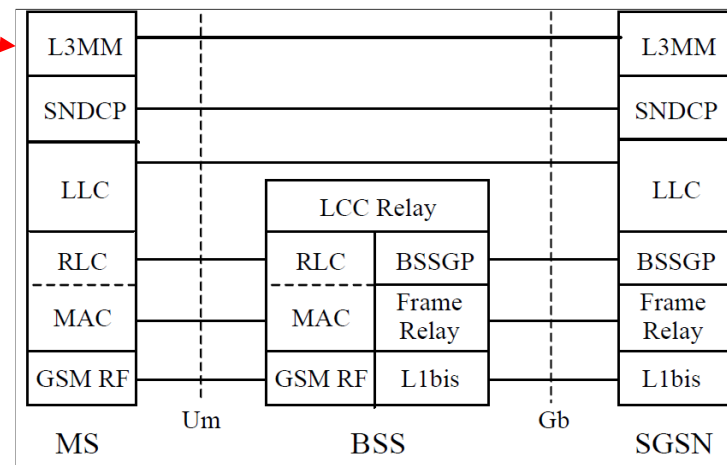 L3MM
L3MM
SNDCP
SNDCP
LLC
LCC Relay
LLC
RLC
RLC
BSSGP
BSSGP
MAC
MAC
Frame
Relay
Frame
Relay
GSM RF
GSM RF
L1bis
L1bis
Um
Gb
MS
BSS
SGSN